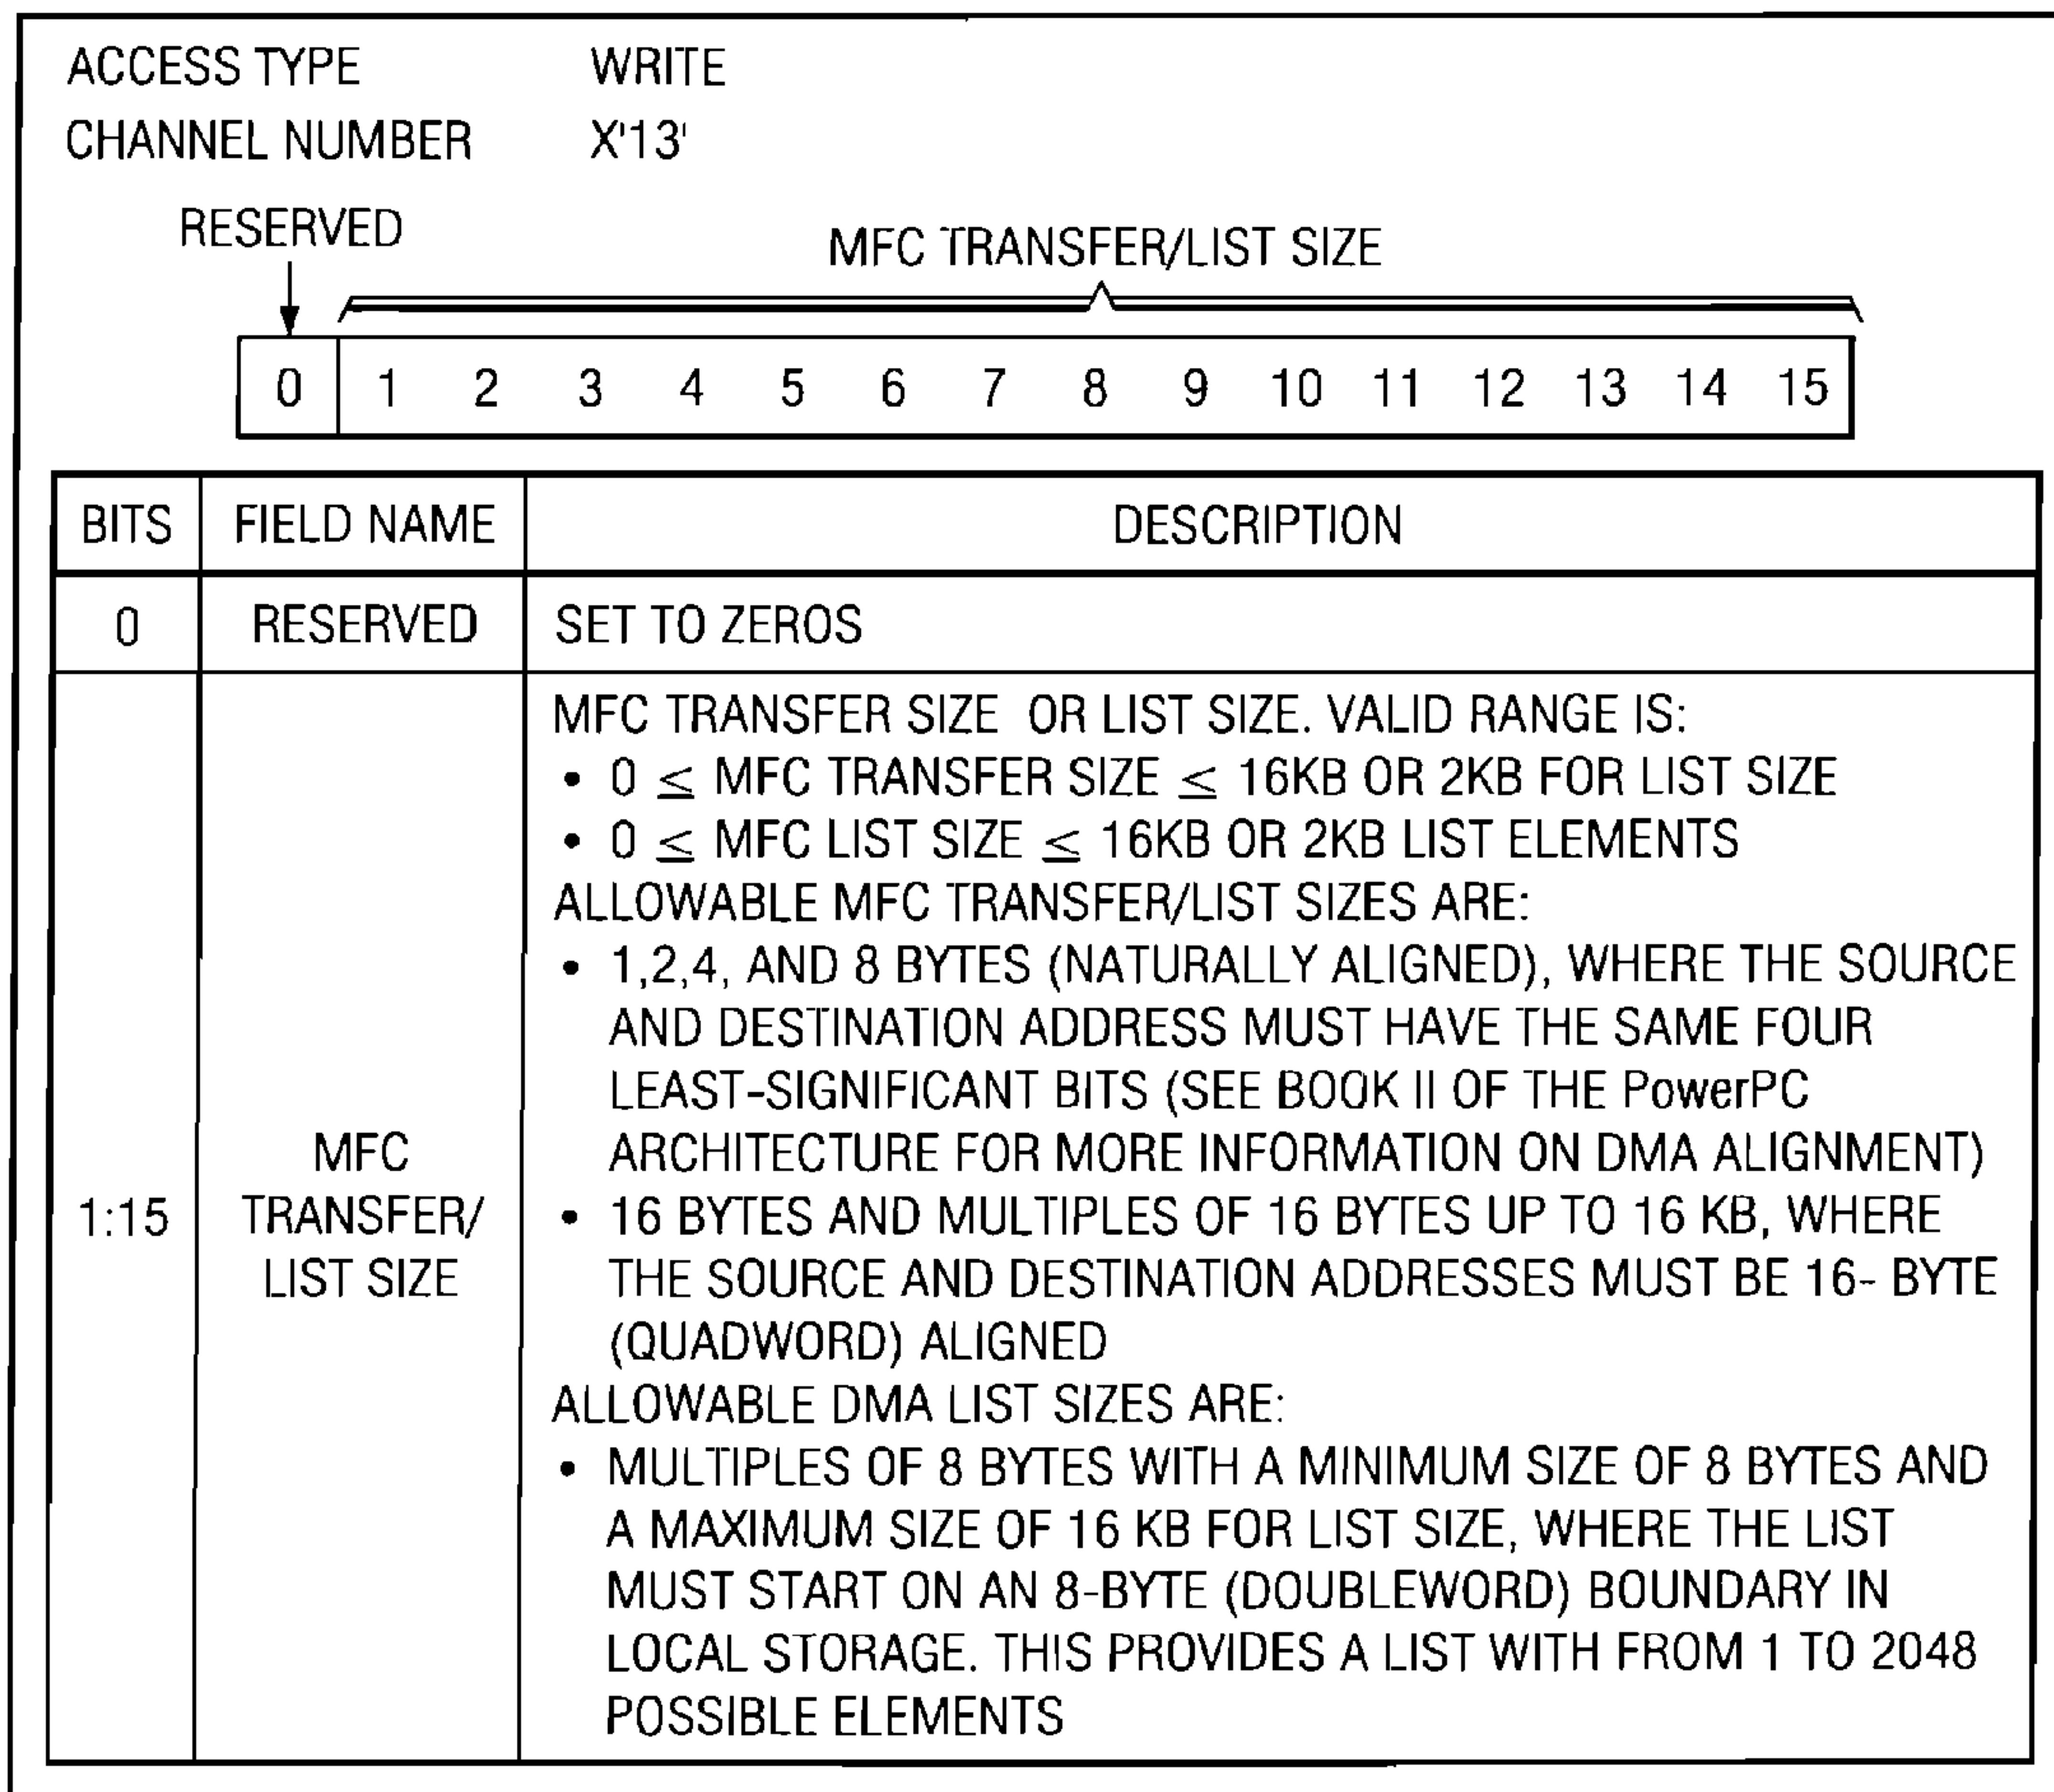 ACCESS TYPE WRITE
CHANNEL NUMBER X'13'
RESERVED
MFC TRANSFER/LIST SIZE
0 1 2 3 4 5 6 7 8 9 10 11 12 13 14 15
BITS FIELD NAME DESCRIPTION
0 RESERVED SET TO ZEROS
1:15
MFC
TRANSFER/
LIST SIZE
MFC TRANSFER SIZE OR LIST SIZE. VALID RANGE IS:
• 0 ≤ MFC TRANSFER SIZE ≤ 16KB OR 2KB FOR LIST SIZE
• 0 ≤ MFC LIST SIZE ≤ 16KB OR 2KB LIST ELEMENTS
ALLOWABLE MFC TRANSFER/LIST SIZES ARE:
• 1,2,4, AND 8 BYTES (NATURALLY ALIGNED), WHERE THE SOURCE
AND DESTINATION ADDRESS MUST HAVE THE SAME FOUR
LEAST-SIGNIFICANT BITS (SEE BOOK II OF THE PowerPC
ARCHITECTURE FOR MORE INFORMATION ON DMA ALIGNMENT)
• 16 BYTES AND MULTIPLES OF 16 BYTES UP TO 16 KB, WHERE
THE SOURCE AND DESTINATION ADDRESSES MUST BE 16- BYTE
(QUADWORD) ALIGNED
ALLOWABLE DMA LIST SIZES ARE:
• MULTIPLES OF 8 BYTES WITH A MINIMUM SIZE OF 8 BYTES AND
A MAXIMUM SIZE OF 16 KB FOR LIST SIZE, WHERE THE LIST
MUST START ON AN 8-BYTE (DOUBLEWORD) BOUNDARY IN
LOCAL STORAGE. THIS PROVIDES A LIST WITH FROM 1 TO 2048
POSSIBLE ELEMENTS